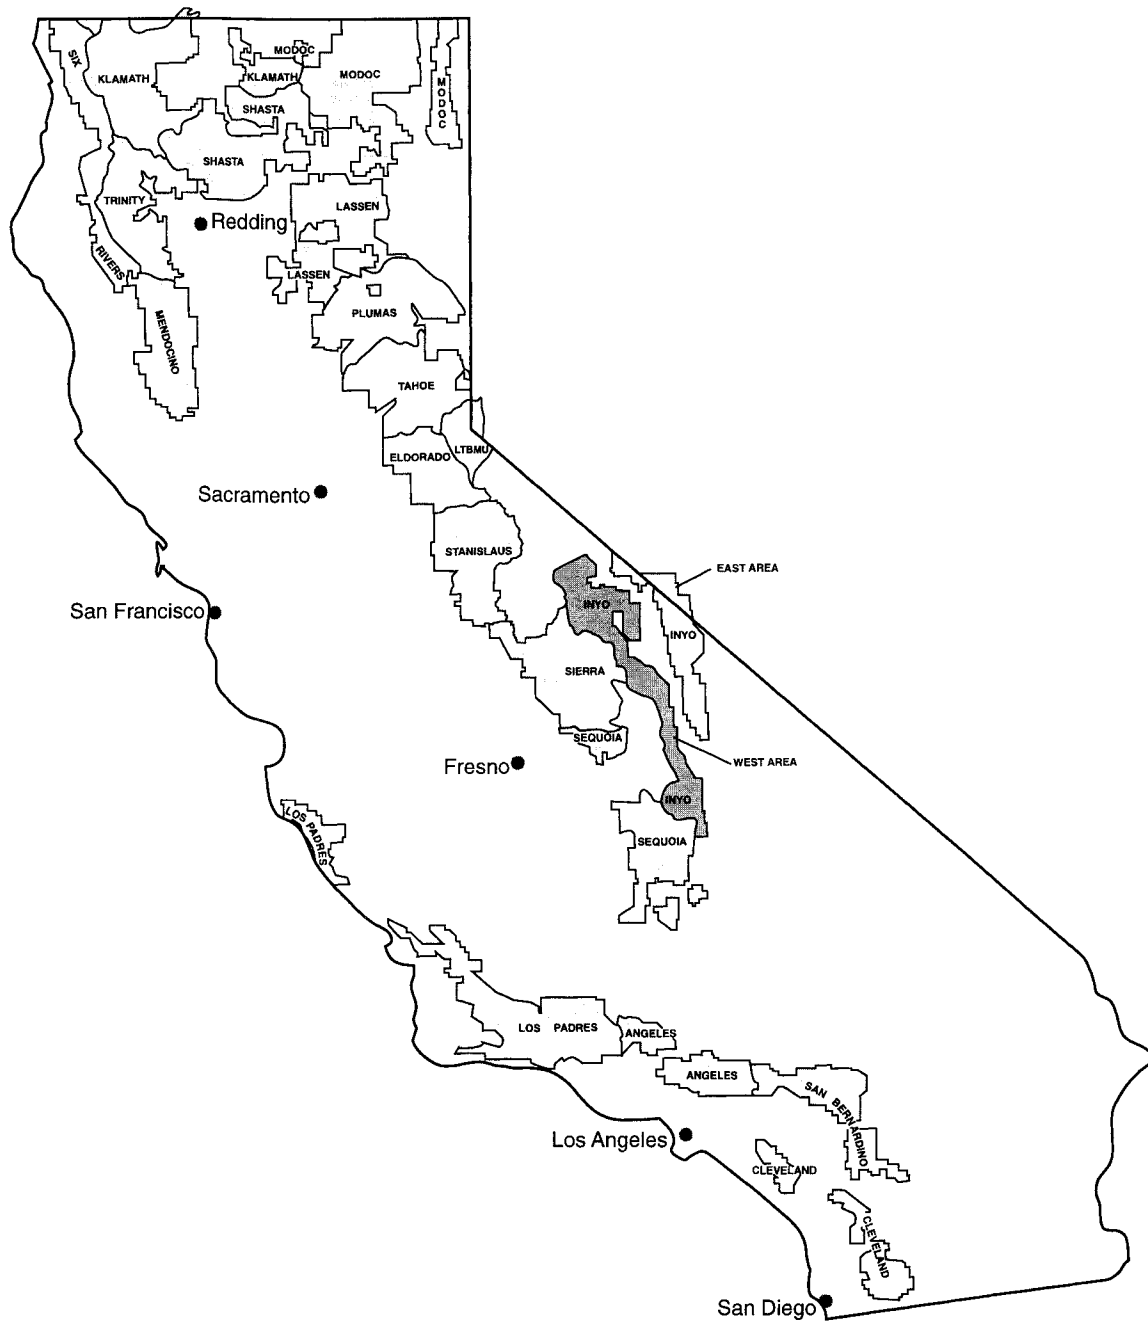 SIX
KLAMATH
MODOC
KLAMATH
MODOC
MODOC
SHASTA
SHASTA
TRINITY
LASSEN
Redding
RIVERS
LASSEN
MENDOCINO
PLUMAS
TAHOE
ELDORADO
LTBMU
Sacramento
STANISLAUS
EAST AREA
San Francisco
INYO
INYO
SIERRA
SEQUOIA
Fresno
WEST AREA
INYO
LOS PADRES
SEQUOIA
LOS PADRES
ANGELES
ANGELES
SAN BERNARDINO
Los Angeles
CLEVELAND
CLEVELAND
San Diego